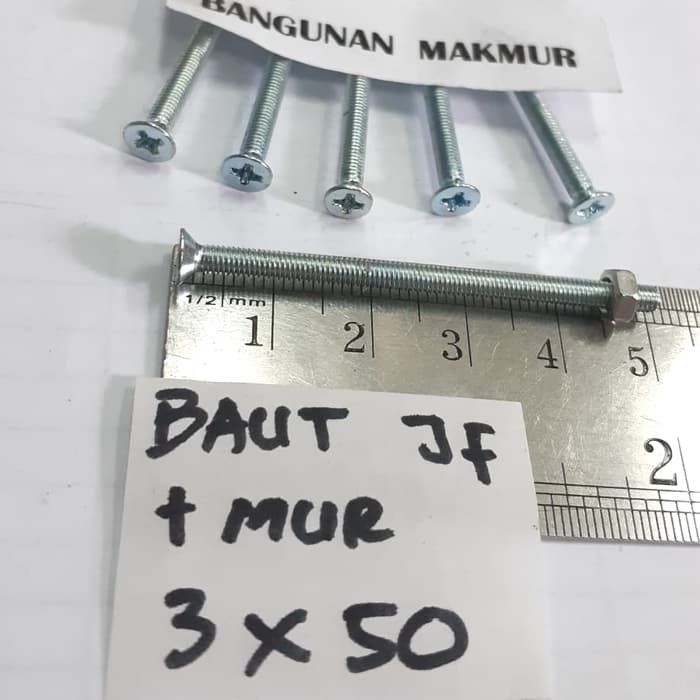 BANGUNAN MAKMUR
1/2 mm
1 2 3 4 5
2
BAUT JF
+ MUR
3 x 50